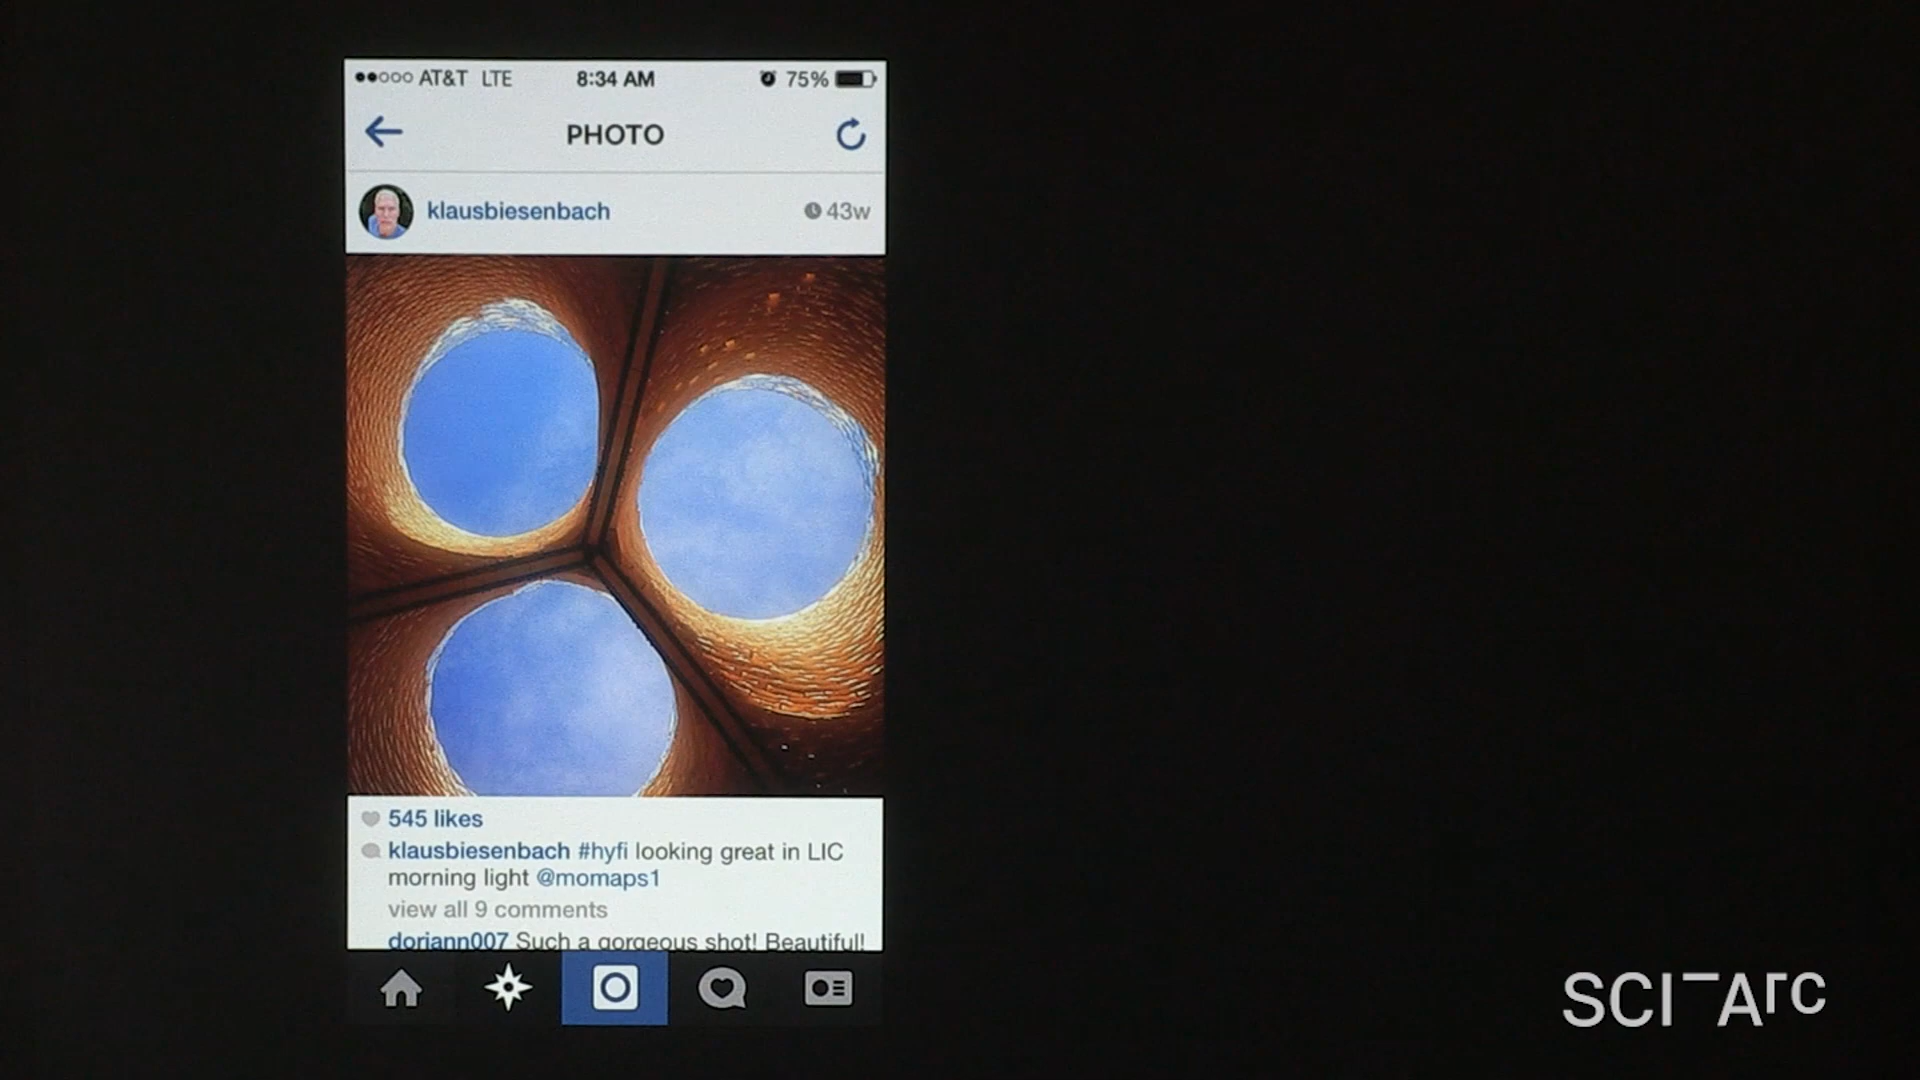 AT&T LTE 8:34 AM 75%
PHOTO
klausbiesenbach 43w
545 likes
klausbiesenbach #hyfi looking great in LIC
morning light @momaps1
view all 9 comments
doriann007 Such a gorgeous shot! Beautiful!
SCI-Arc